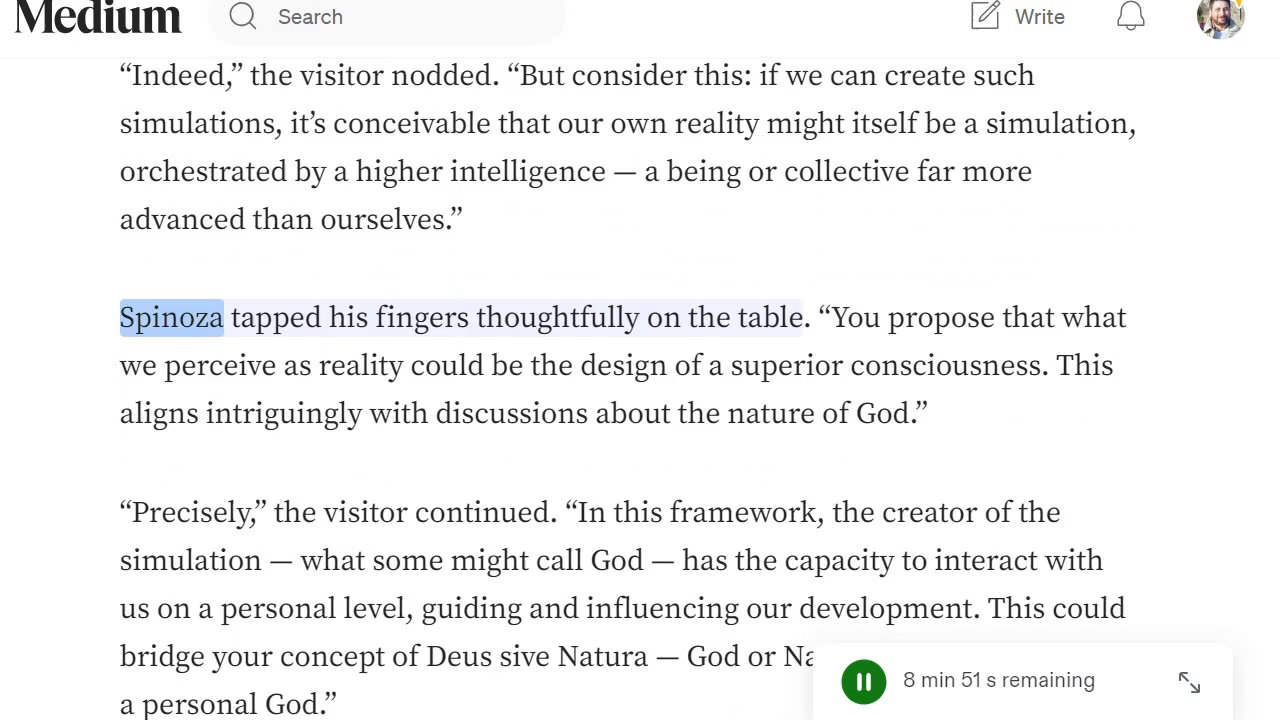 Medium
Search
Write
“Indeed,” the visitor nodded. “But consider this: if we can create such
simulations, it’s conceivable that our own reality might itself be a simulation,
orchestrated by a higher intelligence — a being or collective far more
advanced than ourselves.”
Spinoza tapped his fingers thoughtfully on the table. “You propose that what
we perceive as reality could be the design of a superior consciousness. This
aligns intriguingly with discussions about the nature of God.”
“Precisely,” the visitor continued. “In this framework, the creator of the
simulation — what some might call God — has the capacity to interact with
us on a personal level, guiding and influencing our development. This could
bridge your concept of Deus sive Natura — God or Na
a personal God.”
8 min 51 s remaining